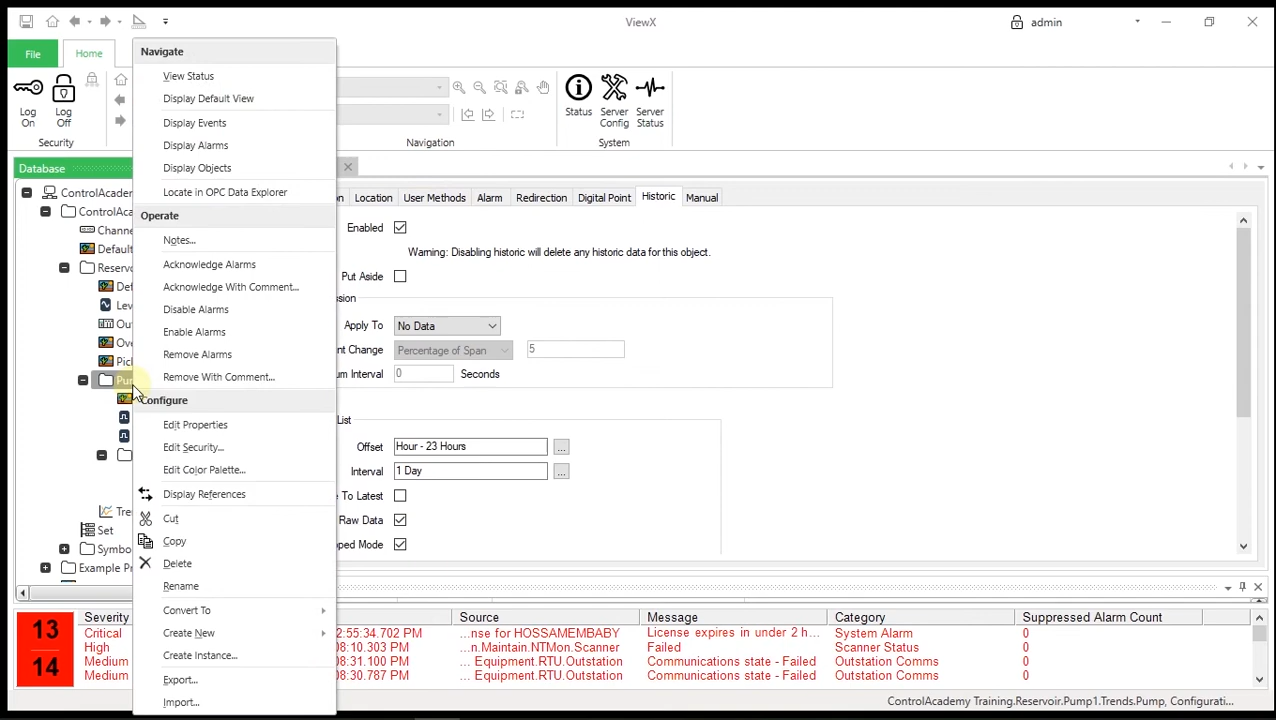 ViewX
admin
File
Home
Log On
Log Off
Security
Navigation
Status
Server Config
Server Status
System
Database
ControlAcadem
ControlAca
Chann
Default
Reservo
Def
Lev
Out
Ove
Pick
Pur
Tre
Set
Symbo
Example Pr
Navigate
View Status
Display Default View
Display Events
Display Alarms
Display Objects
Locate in OPC Data Explorer
Operate
Notes...
Acknowledge Alarms
Acknowledge With Comment...
Disable Alarms
Enable Alarms
Remove Alarms
Remove With Comment...
Configure
Edit Properties
Edit Security...
Edit Color Palette...
Display References
Cut
Copy
Delete
Rename
Convert To
Create New
Create Instance...
Export...
Import...
on Location User Methods Alarm Redirection Digital Point Historic Manual
Enabled
Warning: Disabling historic will delete any historic data for this object.
Put Aside
ssion
Apply To No Data
nt Change Percentage of Span 5
um Interval 0 Seconds
List
Offset Hour - 23 Hours ...
Interval 1 Day ...
e To Latest
Raw Data
pped Mode
13
14
Severity Source Message Category Suppressed Alarm Count
Critical 2:55:34.702 PM ...nse for HOSSAMEMBABY License expires in under 2 h... System Alarm 0
High 08:10.303 PM ...n.Maintain.NTMon.Scanner Failed Scanner Status 0
Medium 08:31.100 PM ... Equipment.RTU.Outstation Communications state - Failed Outstation Comms 0
Medium 08:30.787 PM ... Equipment.RTU.Outstation Communications state - Failed Outstation Comms 0
ControlAcademy Training.Reservoir.Pump1.Trends.Pump, Configurati...